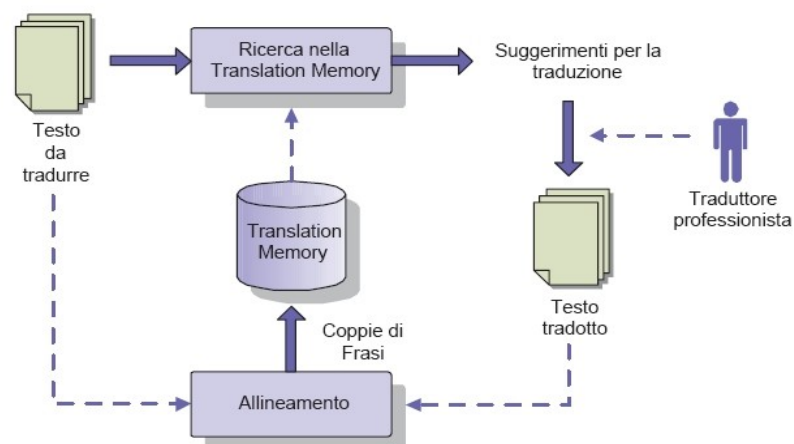 Testo
da
tradurre
Ricerca nella
Translation Memory
Suggerimenti per la
traduzione
Traduttore
professionista
Translation
Memory
Testo
tradotto
Coppie di
Frasi
Allineamento